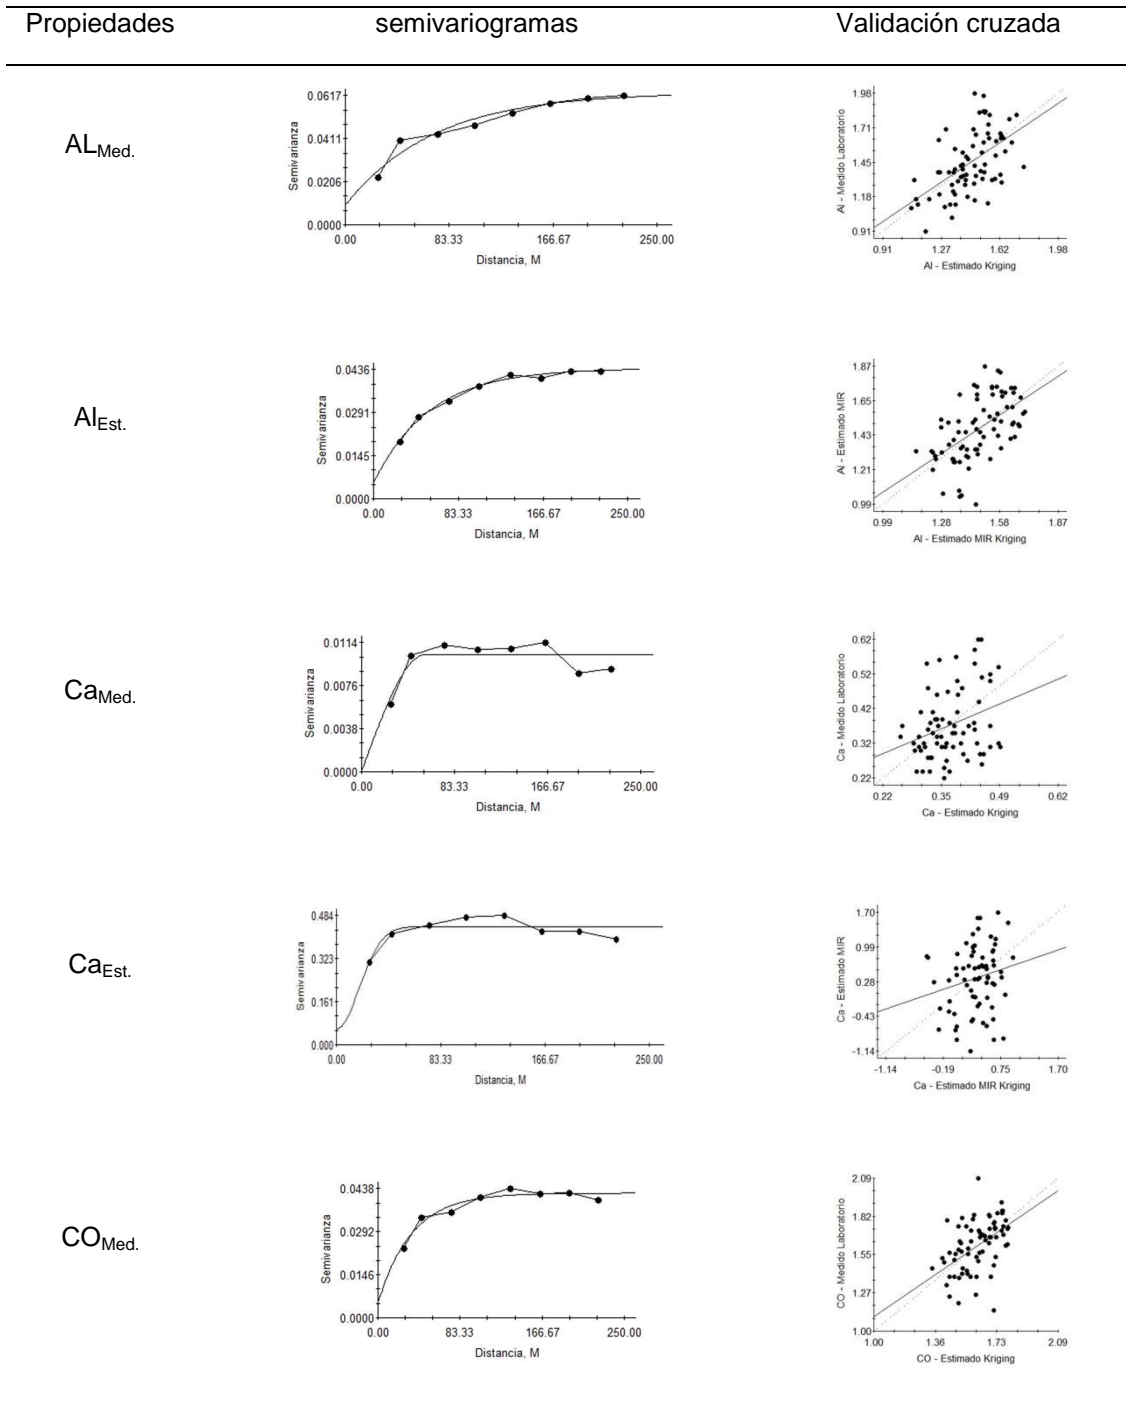 Propiedades semivariogramas Validación cruzada
AL Med.
0.0617
0.0411
0.0206
0.0000
Semivarianza
0.00 83.33 166.67 250.00
Distancia, M
1.98
1.71
1.45
1.18
0.91
Al - Medido Laboratorio
0.91 1.27 1.62 1.98
Al - Estimado Kriging
Al Est.
0.0436
0.0291
0.0145
0.0000
Semivarianza
0.00 83.33 166.67 250.00
Distancia, M
1.87
1.65
1.43
1.21
0.99
Al - Estimado MIR
0.99 1.28 1.58 1.87
Al - Estimado MIR Kriging
Ca Med.
0.0114
0.0076
0.0038
0.0000
Semivarianza
0.00 83.33 166.67 250.00
Distancia, M
0.62
0.52
0.42
0.32
0.22
Ca - Medido Laboratorio
0.22 0.35 0.49 0.62
Ca - Estimado Kriging
Ca Est.
0.484
0.323
0.161
0.000
Semivarianza
0.00 83.33 166.67 250.00
Distancia, M
1.70
0.99
0.28
-0.43
-1.14
Ca - Estimado MIR
-1.14 -0.19 0.75 1.70
Ca - Estimado MIR Kriging
CO Med.
0.0438
0.0292
0.0146
0.0000
Semivarianza
0.00 83.33 166.67 250.00
Distancia, M
2.09
1.82
1.55
1.27
1.00
CO - Medido Laboratorio
1.00 1.36 1.73 2.09
CO - Estimado Kriging